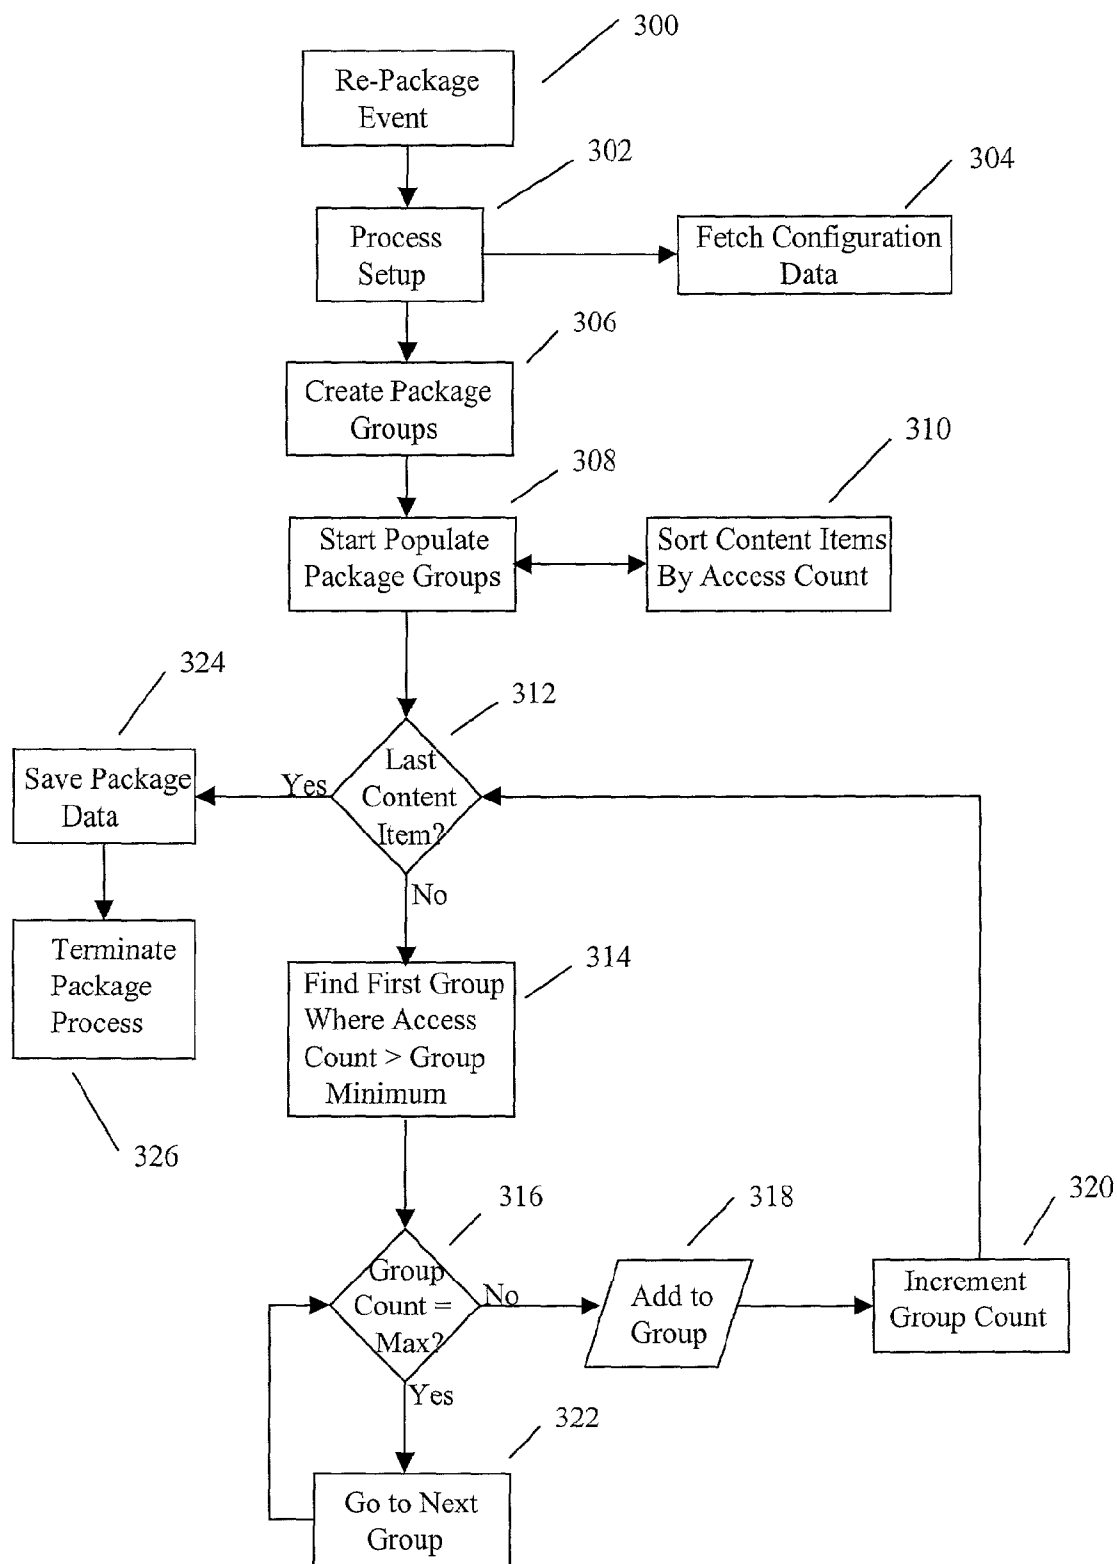 300
Re-Package
Event
302
304
Process
Setup
Fetch Configuration
Data
306
Create Package
Groups
308
310
Start Populate
Package Groups
Sort Content Items
By Access Count
324
312
Save Package
Data
Yes
Last
Content
Item?
No
Terminate
Package
Process
314
Find First Group
Where Access
Count > Group
Minimum
326
316
318
320
Group
Count =
Max?
No
Add to
Group
Increment
Group Count
Yes
322
Go to Next
Group